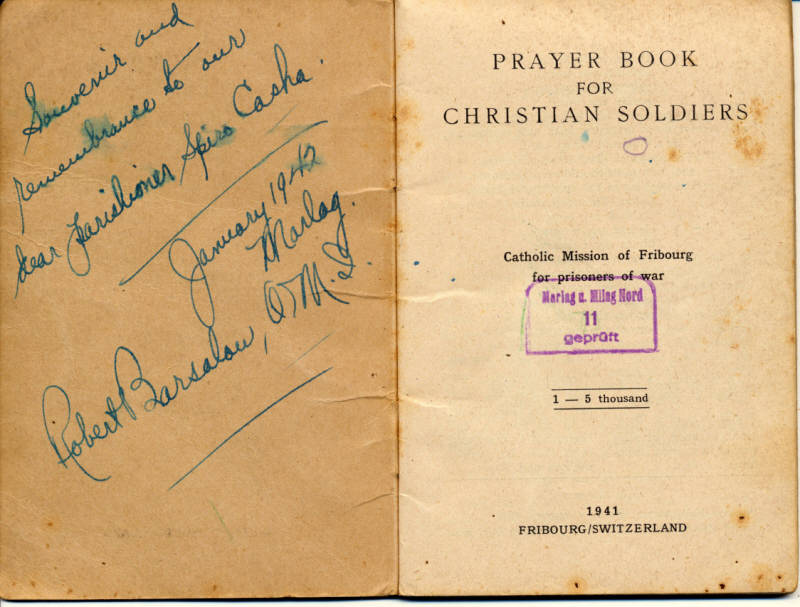 Souvenir and
remembrance to our
dear Parishioner Spiro Casha.
January 1942
Marlag.
Robert Barsalou, O.M.I.
PRAYER BOOK
FOR
CHRISTIAN SOLDIERS
Catholic Mission of Fribourg
for prisoners of war
Marlag u. Milag Nord
11
geprüft
1 — 5 thousand
1941
FRIBOURG/SWITZERLAND